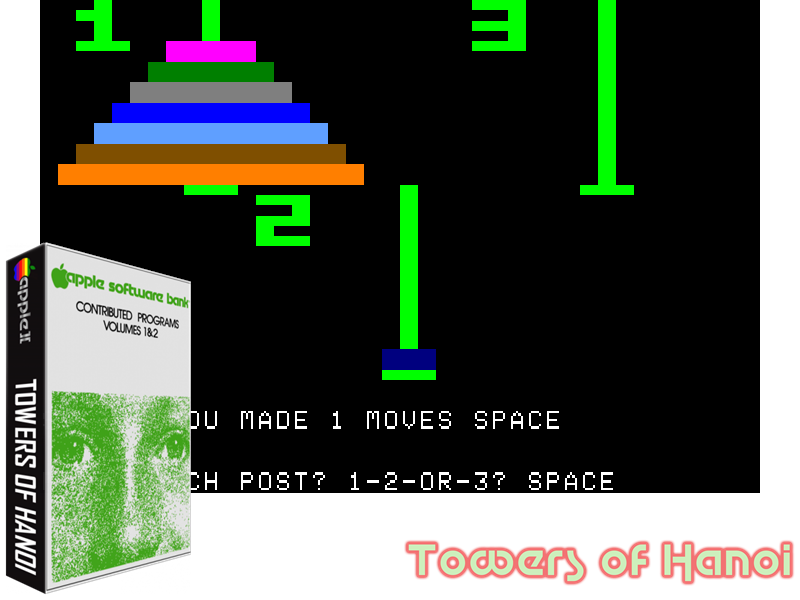 1
3
2
OU MADE 1 MOVES SPACE
CH POST? 1-2-OR-3? SPACE
apple ][
TOWERS OF HANOI
apple software bank
CONTRIBUTED PROGRAMS
VOLUMES 1&2
Towers of Hanoi